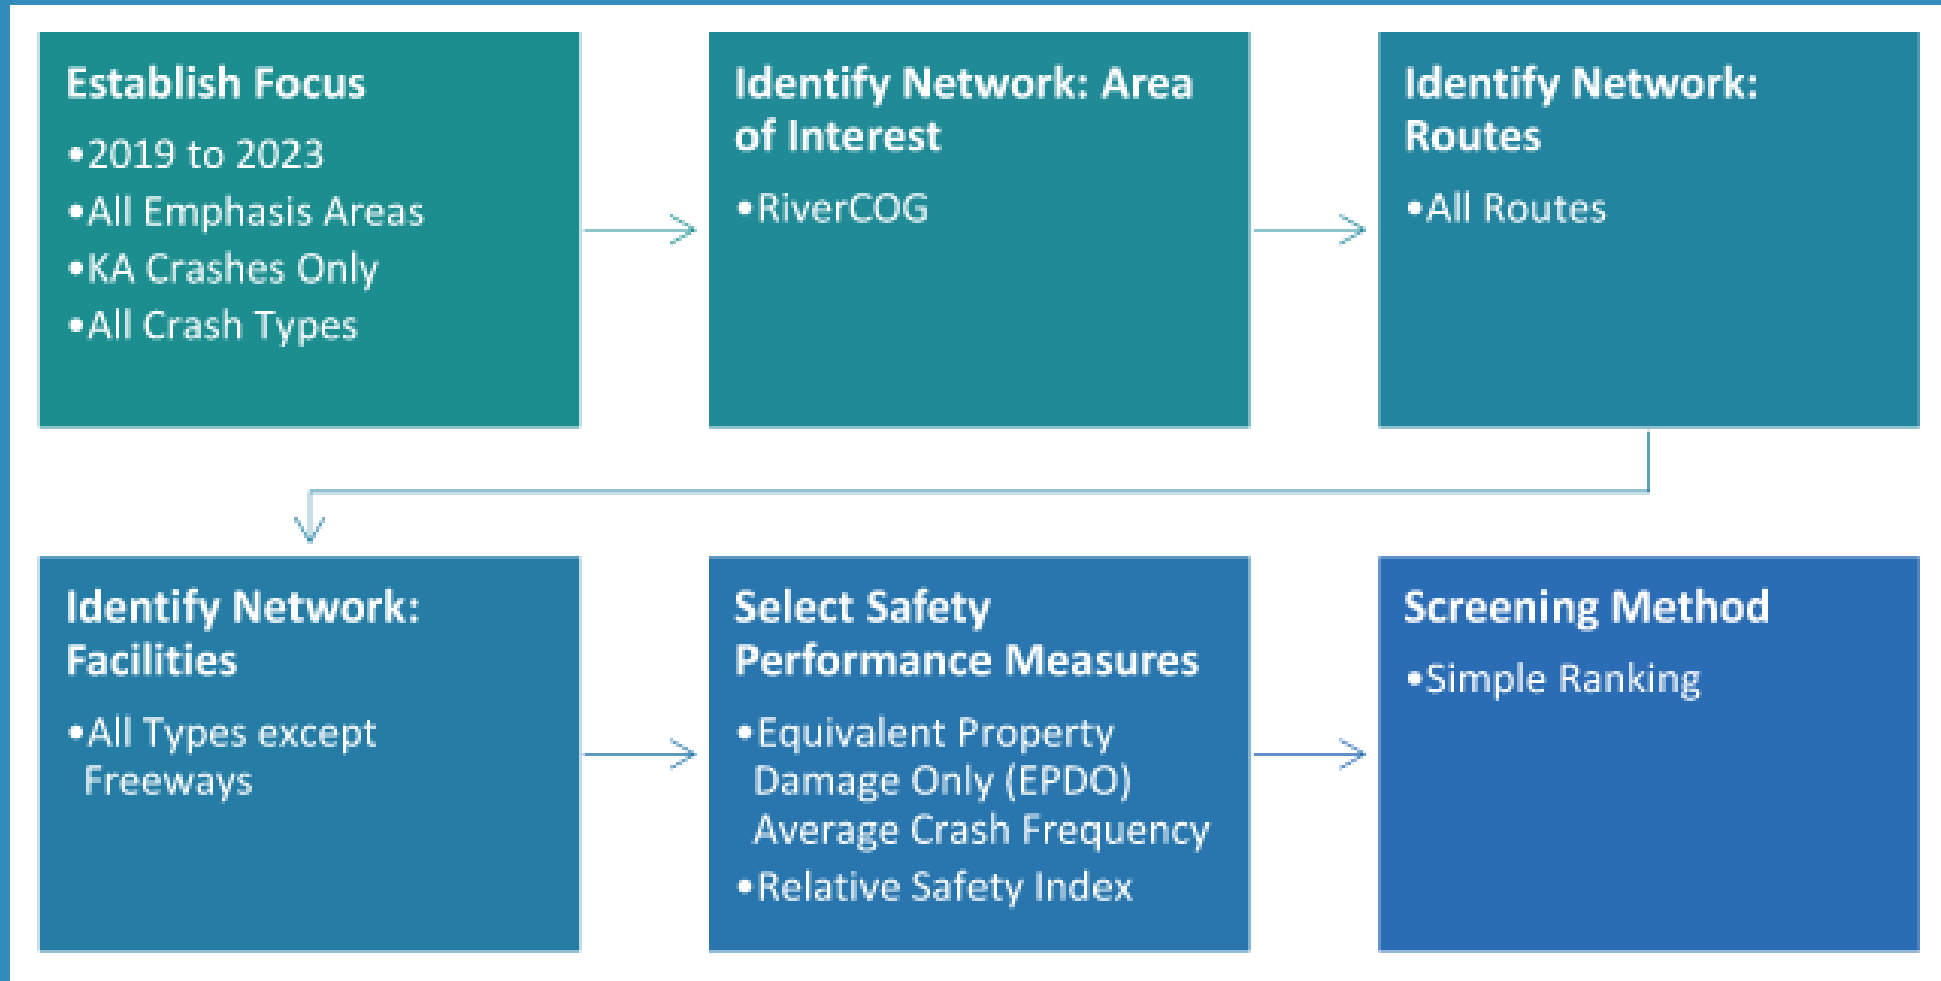 Establish Focus
•2019 to 2023
•All Emphasis Areas
•KA Crashes Only
•All Crash Types
Identify Network: Area
of Interest
•RiverCOG
Identify Network:
Routes
•All Routes
Identify Network:
Facilities
•All Types except
Freeways
Select Safety
Performance Measures
•Equivalent Property
Damage Only (EPDO)
Average Crash Frequency
•Relative Safety Index
Screening Method
•Simple Ranking